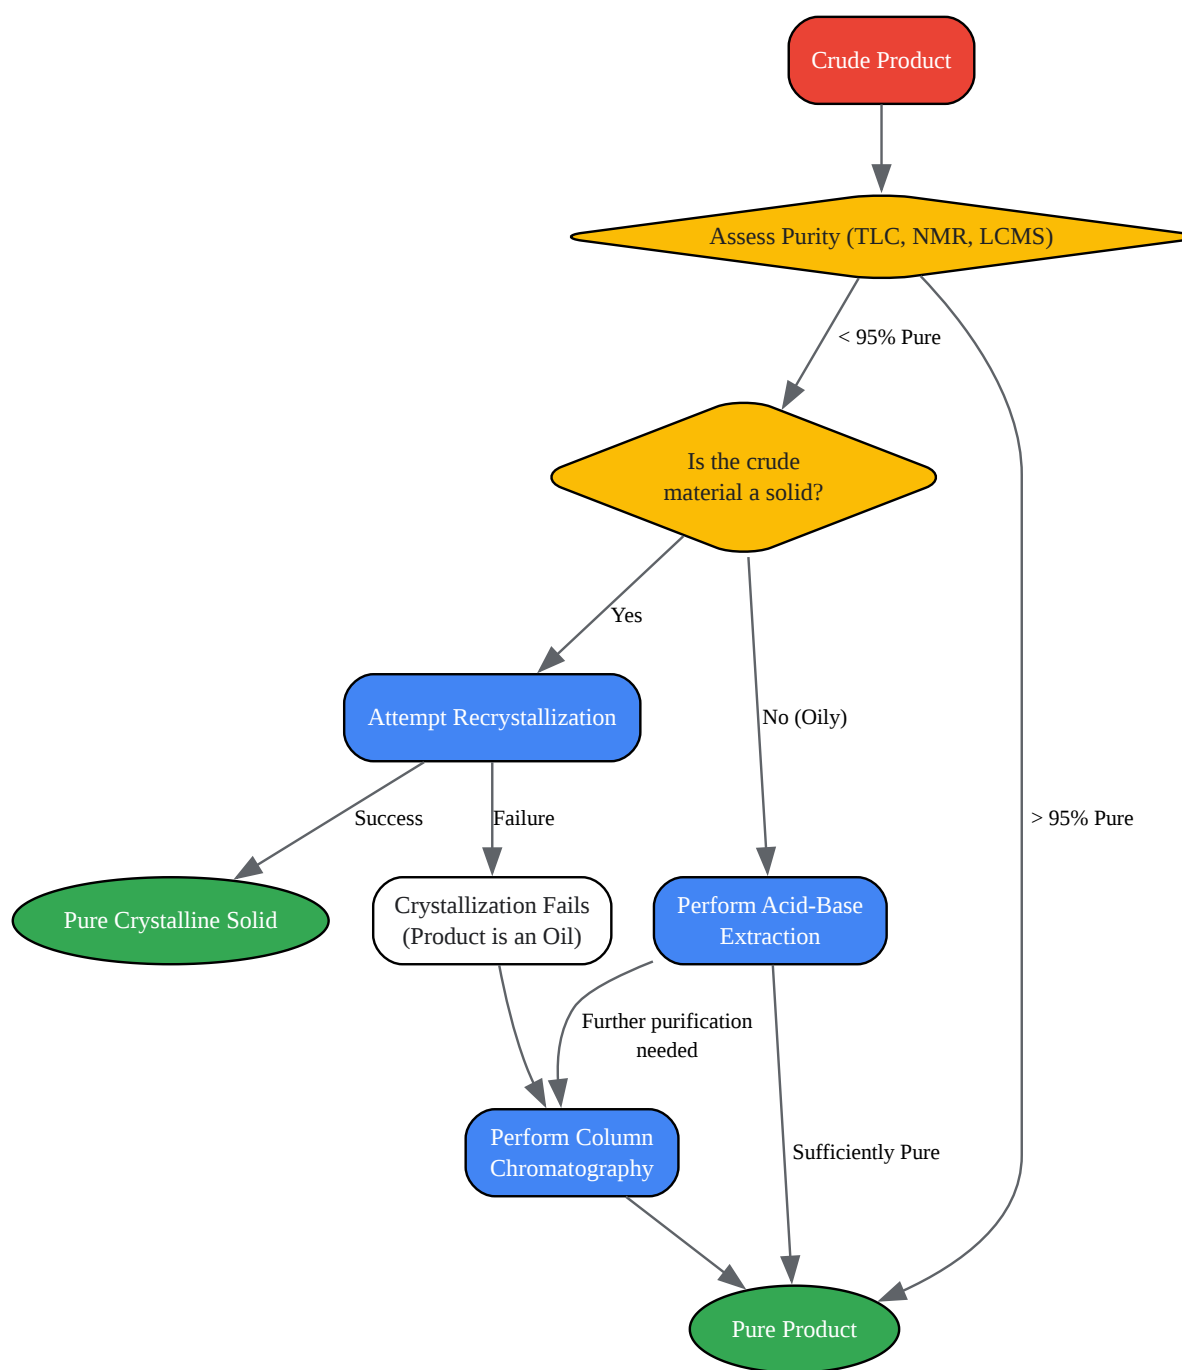 Crude Product
Assess Purity (TLC, NMR, LCMS)
< 95% Pure
Is the crude
material a solid?
Yes
Attempt Recrystallization
No (Oily)
Success
Failure
> 95% Pure
Pure Crystalline Solid
Crystallization Fails
(Product is an Oil)
Perform Acid-Base
Extraction
Further purification
needed
Perform Column
Chromatography
Sufficiently Pure
Pure Product